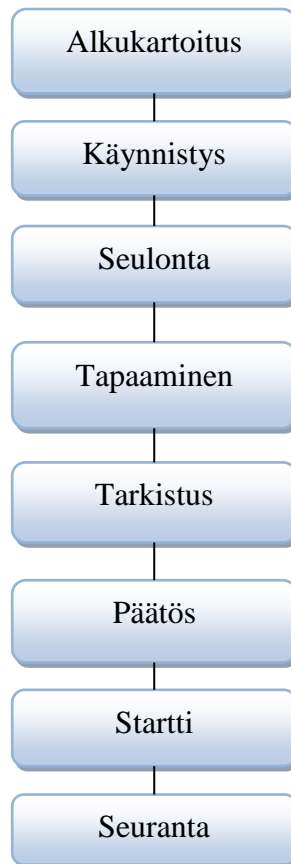 Alkukartoitus
Käynnistys
Seulonta
Tapaaminen
Tarkistus
Päätös
Startti
Seuranta